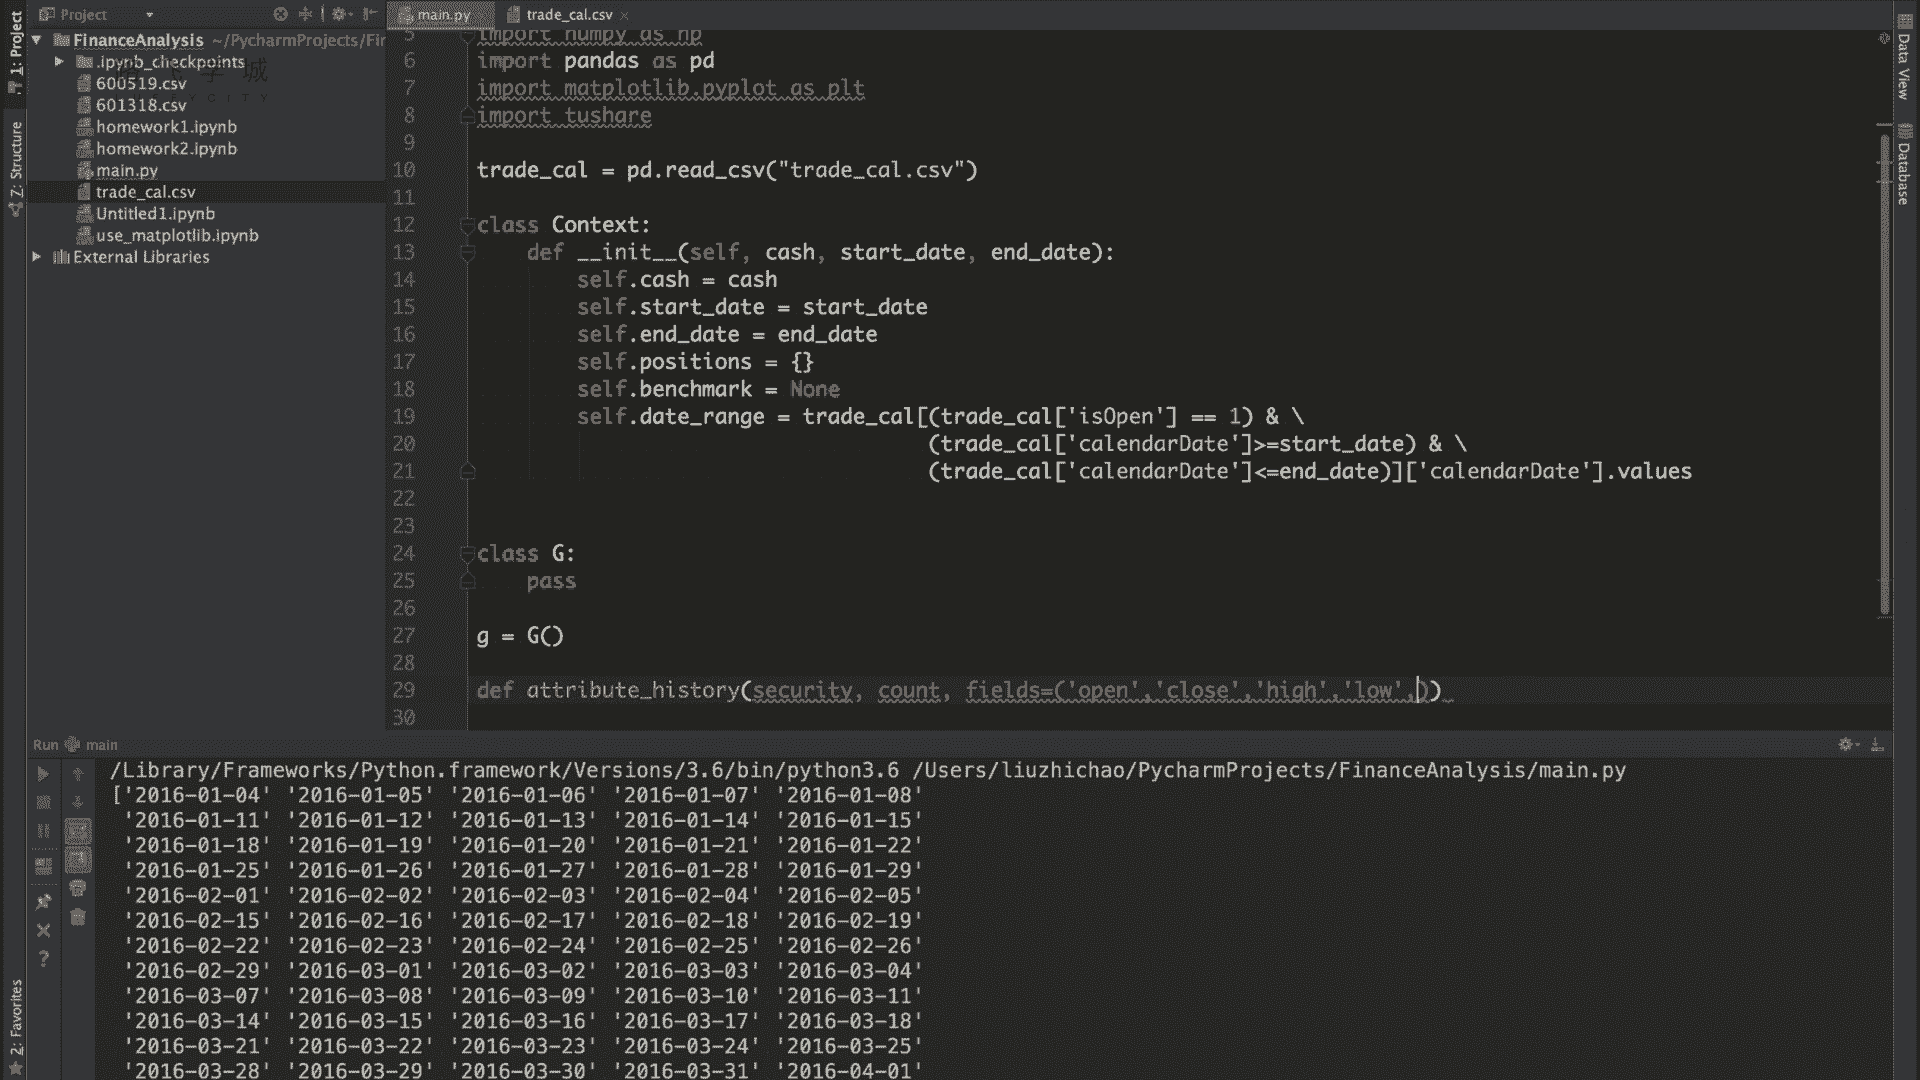 Project
main.py
trade_cal.csv
1: Project
Z: Structure
2: Favorites
Data View
Database
FinanceAnalysis ~/PycharmProjects/Fir
.ipynb_checkpoints
600519.csv
601318.csv
homework1.ipynb
homework2.ipynb
main.py
trade_cal.csv
Untitled1.ipynb
use_matplotlib.ipynb
External Libraries
5 import numpy as np
6 import pandas as pd
7 import matplotlib.pyplot as plt
8 import tushare
9
10 trade_cal = pd.read_csv("trade_cal.csv")
11
12 class Context:
13 def __init__(self, cash, start_date, end_date):
14 self.cash = cash
15 self.start_date = start_date
16 self.end_date = end_date
17 self.positions = {}
18 self.benchmark = None
19 self.date_range = trade_cal[(trade_cal['isOpen'] == 1) & \
20 (trade_cal['calendarDate']>=start_date) & \
21 (trade_cal['calendarDate']<=end_date)]['calendarDate'].values
22
23
24 class G:
25 pass
26
27 g = G()
28
29 def attribute_history(security, count, fields=('open','close','high','low',))
30
Run main
/Library/Frameworks/Python.framework/Versions/3.6/bin/python3.6 /Users/liuzhichao/PycharmProjects/FinanceAnalysis/main.py
['2016-01-04' '2016-01-05' '2016-01-06' '2016-01-07' '2016-01-08'
'2016-01-11' '2016-01-12' '2016-01-13' '2016-01-14' '2016-01-15'
'2016-01-18' '2016-01-19' '2016-01-20' '2016-01-21' '2016-01-22'
'2016-01-25' '2016-01-26' '2016-01-27' '2016-01-28' '2016-01-29'
'2016-02-01' '2016-02-02' '2016-02-03' '2016-02-04' '2016-02-05'
'2016-02-15' '2016-02-16' '2016-02-17' '2016-02-18' '2016-02-19'
'2016-02-22' '2016-02-23' '2016-02-24' '2016-02-25' '2016-02-26'
'2016-02-29' '2016-03-01' '2016-03-02' '2016-03-03' '2016-03-04'
'2016-03-07' '2016-03-08' '2016-03-09' '2016-03-10' '2016-03-11'
'2016-03-14' '2016-03-15' '2016-03-16' '2016-03-17' '2016-03-18'
'2016-03-21' '2016-03-22' '2016-03-23' '2016-03-24' '2016-03-25'
'2016-03-28' '2016-03-29' '2016-03-30' '2016-03-31' '2016-04-01'